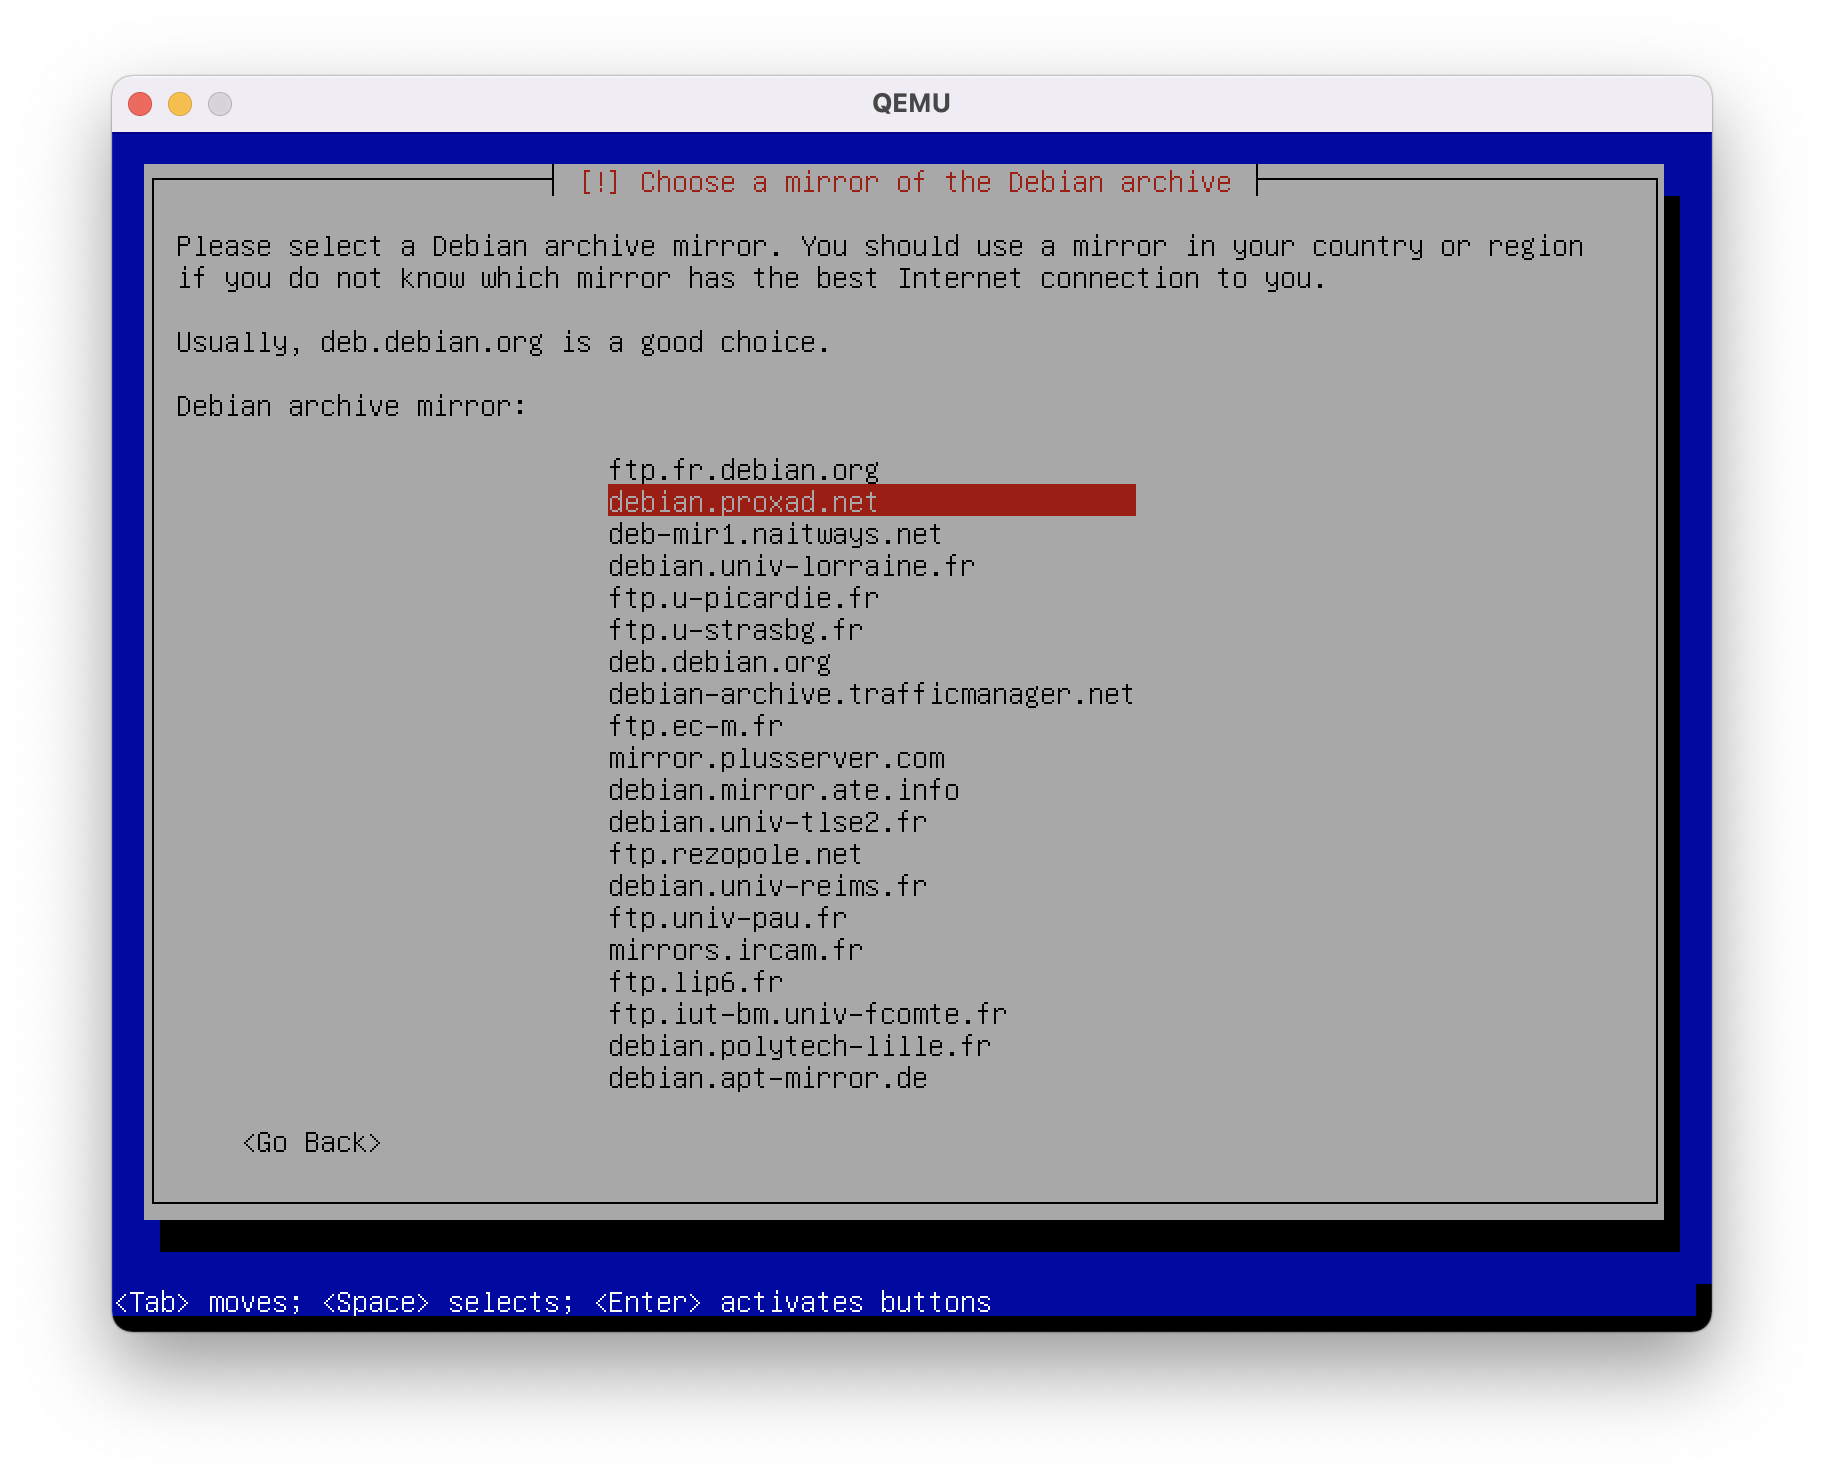 QEMU
[!] Choose a mirror of the Debian archive
Please select a Debian archive mirror. You should use a mirror in your country or region
if you do not know which mirror has the best Internet connection to you.
Usually, deb.debian.org is a good choice.
Debian archive mirror:
ftp.fr.debian.org
debian.proxad.net
deb-mir1.naitways.net
debian.univ-lorraine.fr
ftp.u-picardie.fr
ftp.u-strasbg.fr
deb.debian.org
debian-archive.trafficmanager.net
ftp.ec-m.fr
mirror.plusserver.com
debian.mirror.ate.info
debian.univ-tlse2.fr
ftp.rezopole.net
debian.univ-reims.fr
ftp.univ-pau.fr
mirrors.ircam.fr
ftp.lip6.fr
ftp.iut-bm.univ-fcomte.fr
debian.polytech-lille.fr
debian.apt-mirror.de
<Go Back>
<Tab> moves; <Space> selects; <Enter> activates buttons